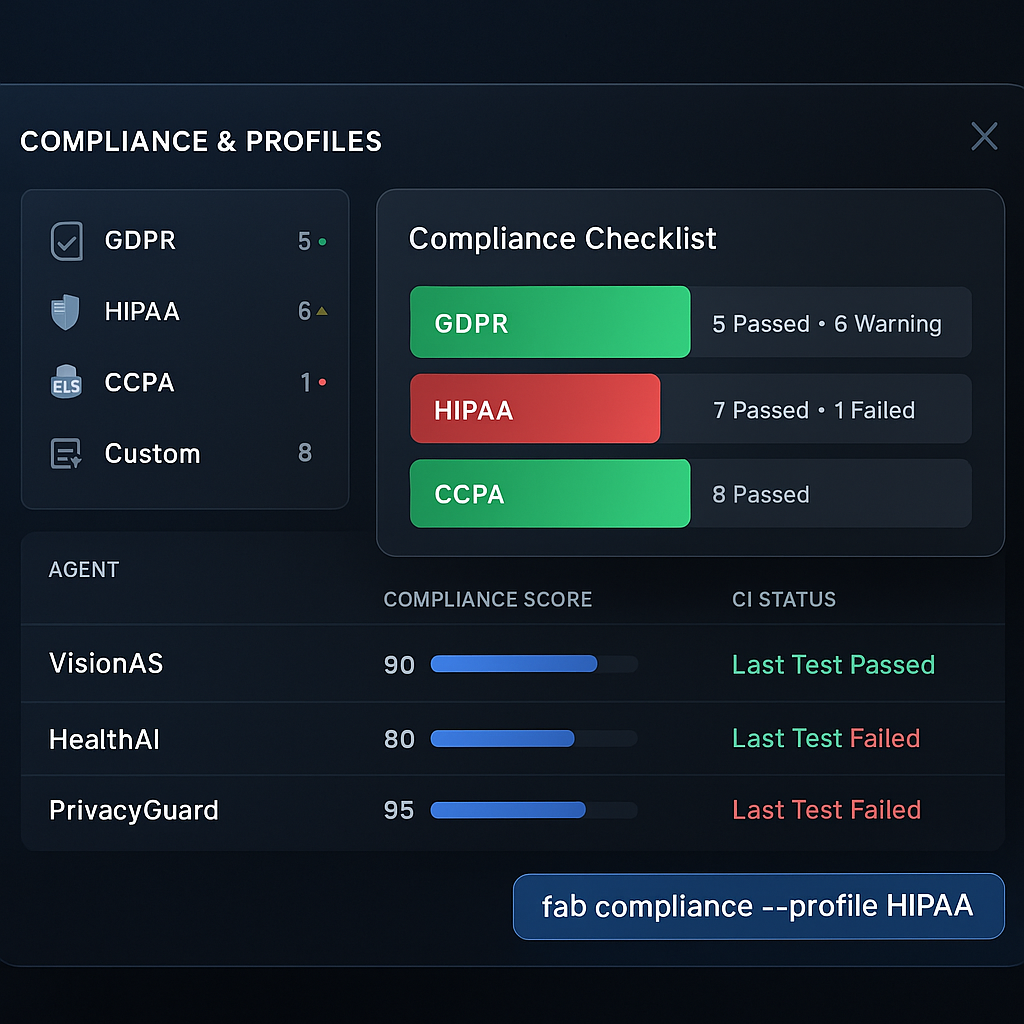 COMPLIANCE & PROFILES
GDPR 5
HIPAA 6
ELS CCPA 1
Custom 8
Compliance Checklist
GDPR 5 Passed • 6 Warning
HIPAA 7 Passed • 1 Failed
CCPA 8 Passed
AGENT
COMPLIANCE SCORE CI STATUS
VisionAS 90 Last Test Passed
HealthAI 80 Last Test Failed
PrivacyGuard 95 Last Test Failed
fab compliance --profile HIPAA